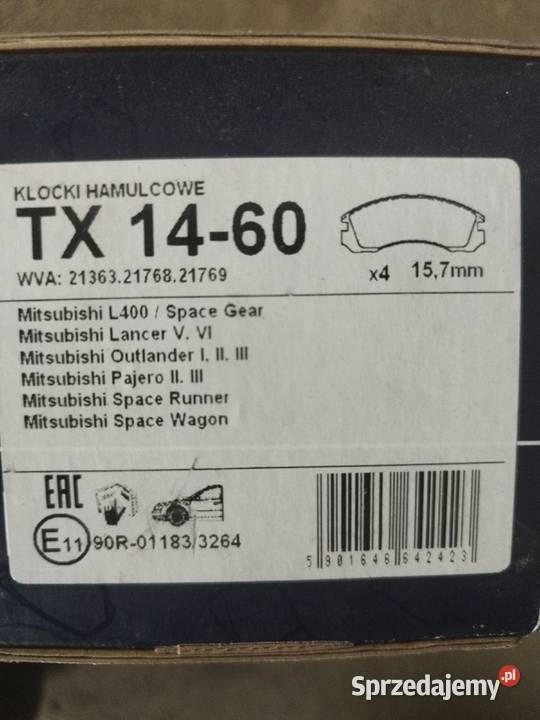 KLOCKI HAMULCOWE
TX 14-60
x4 15,7mm
WVA: 21363.21768.21769
Mitsubishi L400 / Space Gear
Mitsubishi Lancer V. VI
Mitsubishi Outlander I. II. III
Mitsubishi Pajero II. III
Mitsubishi Space Runner
Mitsubishi Space Wagon
EAC
E11 90R-01183/3264
5 901646 642423
Sprzedajemy.pl